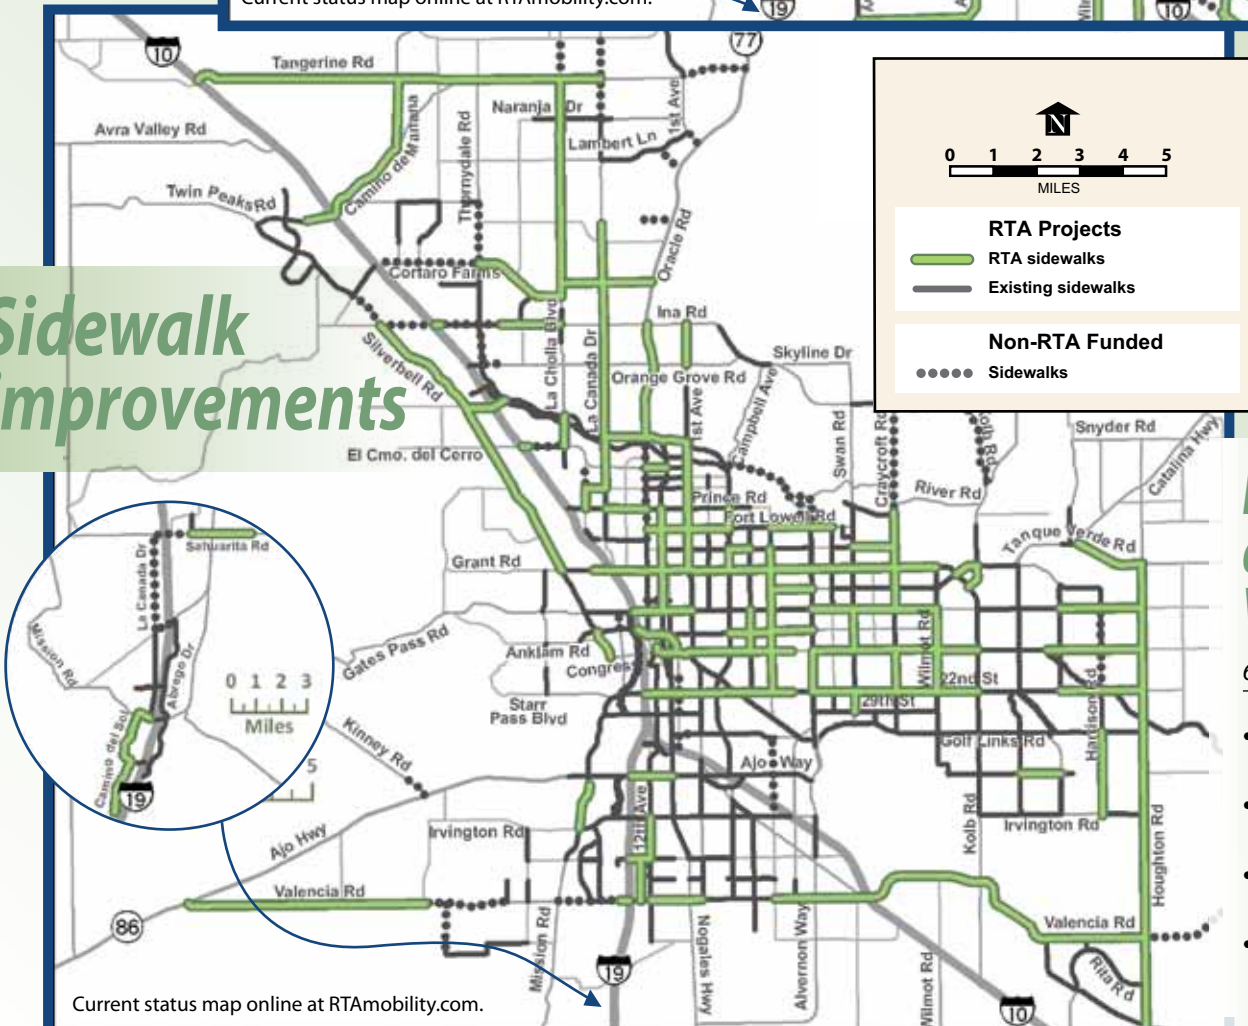 Current status map online at RTAmobility.com.
19
10
77
10
Tangerine Rd
Naranja Dr
1st Ave
Avra Valley Rd
Camino de Mañana
Thornydale Rd
Lambert Ln
Twin Peaks Rd
Oracle Rd
Cortaro Farms
Ina Rd
Silverbell Rd
La Cholla Blvd
La Cañada Dr
Skyline Dr
Orange Grove Rd
1st Ave
Campbell Ave
Swan Rd
Craycroft Rd
Kolb Rd
Snyder Rd
Catalina Hwy
El Cmo. del Cerro
River Rd
Prince Rd
Fort Lowell Rd
Tanque Verde Rd
Grant Rd
Gates Pass Rd
Anklam Rd
Congress
Wilmot Rd
22nd St
29th St
Harrison Rd
Starr
Pass Blvd
Kinney Rd
Golf Links Rd
Ajo Way
12th Ave
Irvington Rd
Kolb Rd
Irvington Rd
Ajo Hwy
Houghton Rd
Valencia Rd
86
Mission Rd
Nogales Hwy
Alvernon Way
Wilmot Rd
Valencia Rd
Rita Rd
19
10
N
0 1 2 3 4 5
MILES
RTA Projects
RTA sidewalks
Existing sidewalks
Non-RTA Funded
Sidewalks
Sidewalk
improvements
Sahuarita Rd
La Canada Dr
Mission Rd
Abrego Dr
Camino del Sol
19
0 1 2 3
Miles
5
Current status map online at RTAmobility.com.